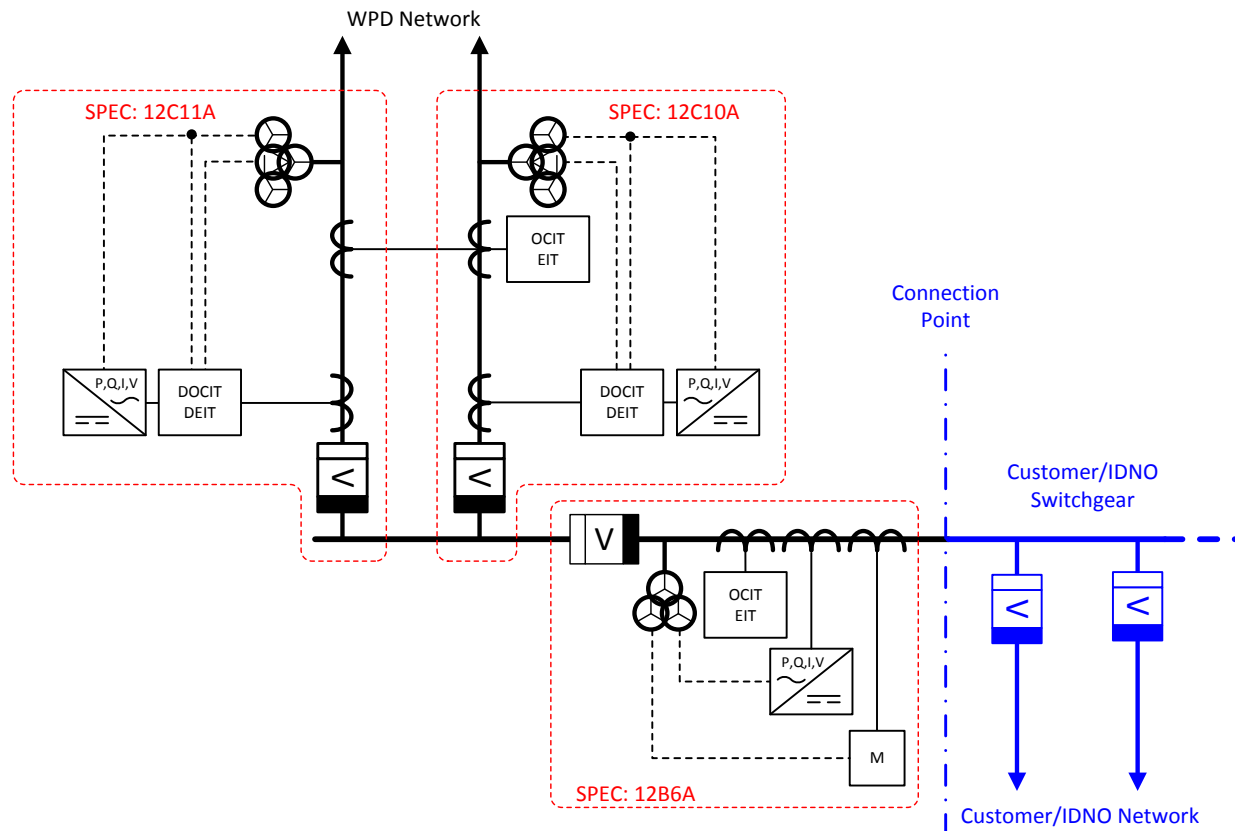 WPD Network
SPEC: 12C11A
SPEC: 12C10A
OCIT
EIT
P,Q,I,V
DOCIT
DEIT
DOCIT
DEIT
P,Q,I,V
V
V
Connection
Point
Customer/IDNO
Switchgear
V
OCIT
EIT
P,Q,I,V
M
V
V
SPEC: 12B6A
Customer/IDNO Network